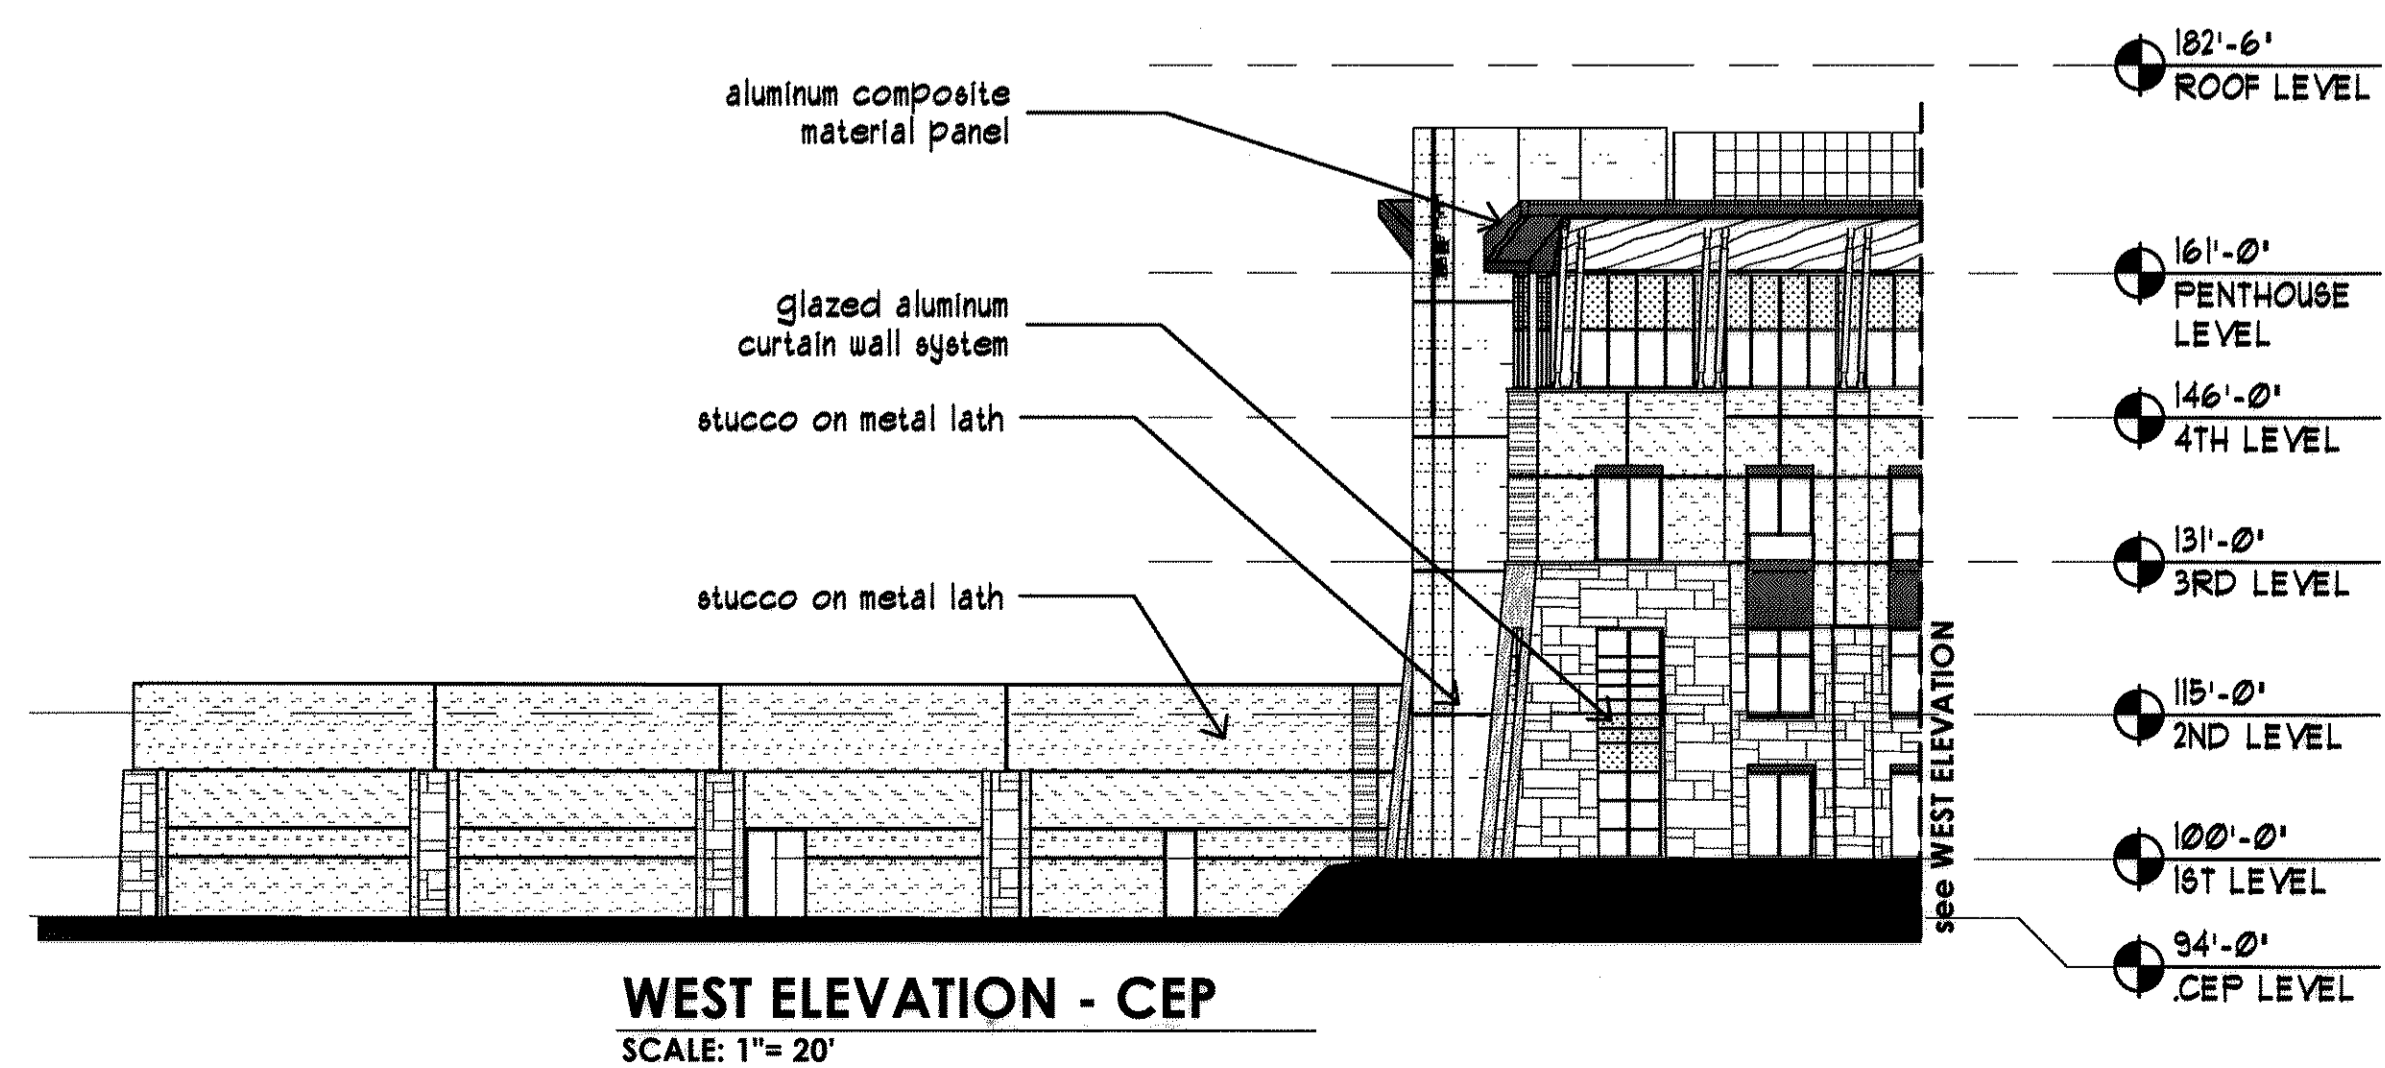 182'-6"
ROOF LEVEL
aluminum composite
material panel
161'-0"
PENTHOUSE
LEVEL
glazed aluminum
curtain wall system
146'-0"
4TH LEVEL
stucco on metal lath
131'-0"
3RD LEVEL
stucco on metal lath
115'-0"
2ND LEVEL
100'-0"
1ST LEVEL
see WEST ELEVATION
94'-0"
CEP LEVEL
WEST ELEVATION - CEP
SCALE: 1"= 20'